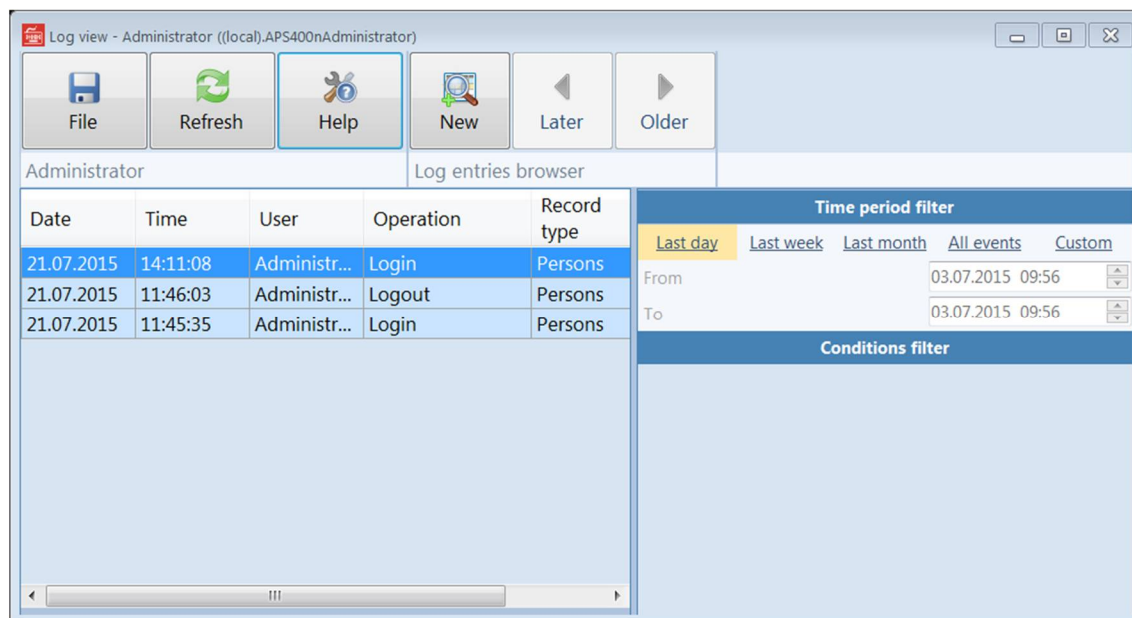 Log view - Administrator ((local).APS400nAdministrator)
File Refresh Help New Later Older
Administrator Log entries browser
Date Time User Operation Record type
21.07.2015 14:11:08 Administr... Login Persons
21.07.2015 11:46:03 Administr... Logout Persons
21.07.2015 11:45:35 Administr... Login Persons
Time period filter
Last day Last week Last month All events Custom
From 03.07.2015 09:56
To 03.07.2015 09:56
Conditions filter